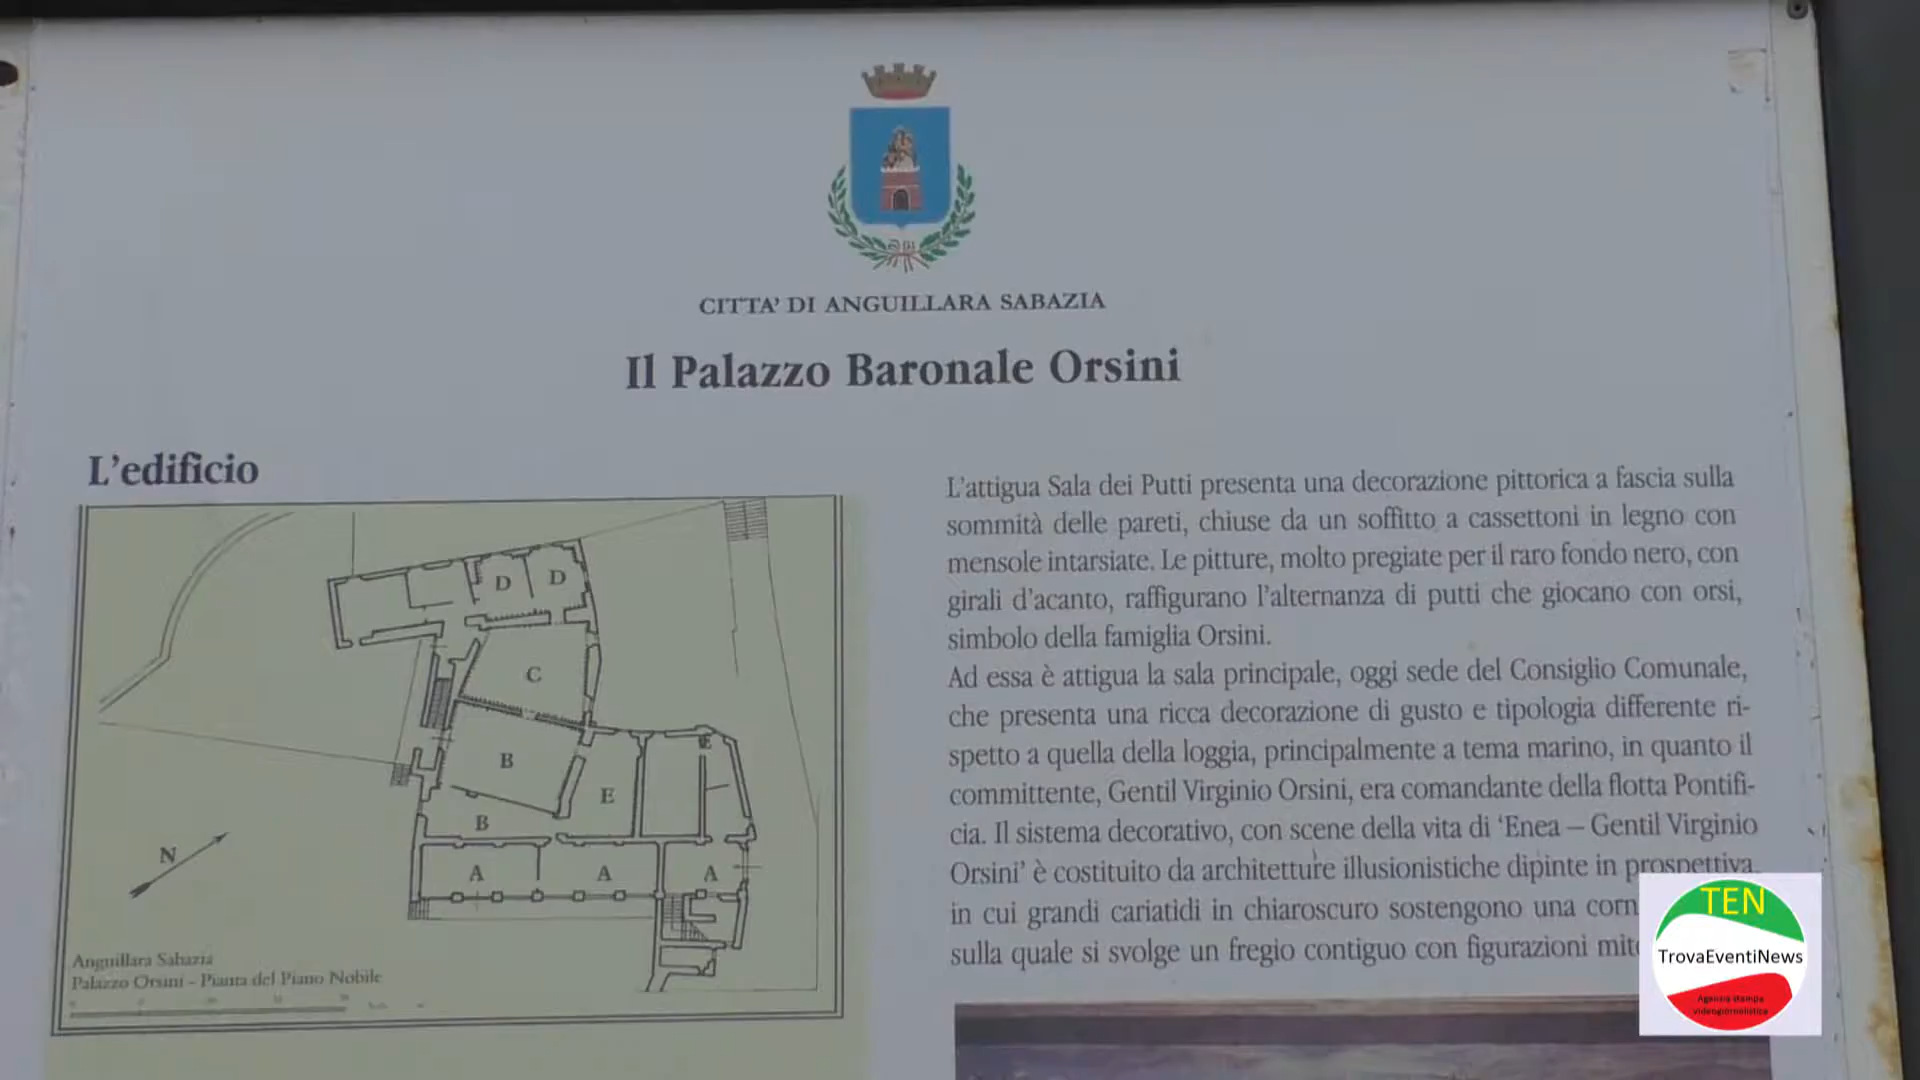 CITTA' DI ANGUILLARA SABAZIA
Il Palazzo Baronale Orsini
L'edificio
D D
C
B
E
E
B
A A A
N
Anguillara Sabazia
Palazzo Orsini - Pianta del Piano Nobile
L'attigua Sala dei Putti presenta una decorazione pittorica a fascia sulla
sommità delle pareti, chiuse da un soffitto a cassettoni in legno con
mensole intarsiate. Le pitture, molto pregiate per il raro fondo nero, con
girali d'acanto, raffigurano l'alternanza di putti che giocano con orsi,
simbolo della famiglia Orsini.
Ad essa è attigua la sala principale, oggi sede del Consiglio Comunale,
che presenta una ricca decorazione di gusto e tipologia differente ri-
spetto a quella della loggia, principalmente a tema marino, in quanto il
committente, Gentil Virginio Orsini, era comandante della flotta Pontifi-
cia. Il sistema decorativo, con scene della vita di 'Enea – Gentil Virginio
Orsini' è costituito da architetture illusionistiche dipinte in prospettiva
in cui grandi cariatidi in chiaroscuro sostengono una corn
sulla quale si svolge un fregio contiguo con figurazioni mito
TEN
TrovaEventiNews
Agenzia stampa
videogiornalistica